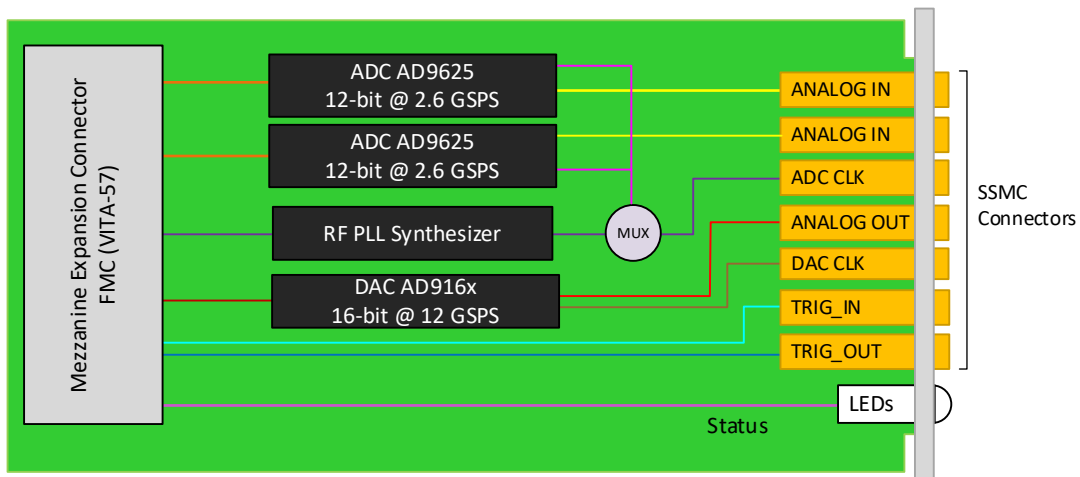 Mezzanine Expansion Connector
FMC (VITA-57)
ADC AD9625
12-bit @ 2.6 GSPS
ADC AD9625
12-bit @ 2.6 GSPS
RF PLL Synthesizer
DAC AD916x
16-bit @ 12 GSPS
MUX
ANALOG IN
ANALOG IN
ADC CLK
ANALOG OUT
DAC CLK
TRIG_IN
TRIG_OUT
LEDs
Status
SSMC
Connectors